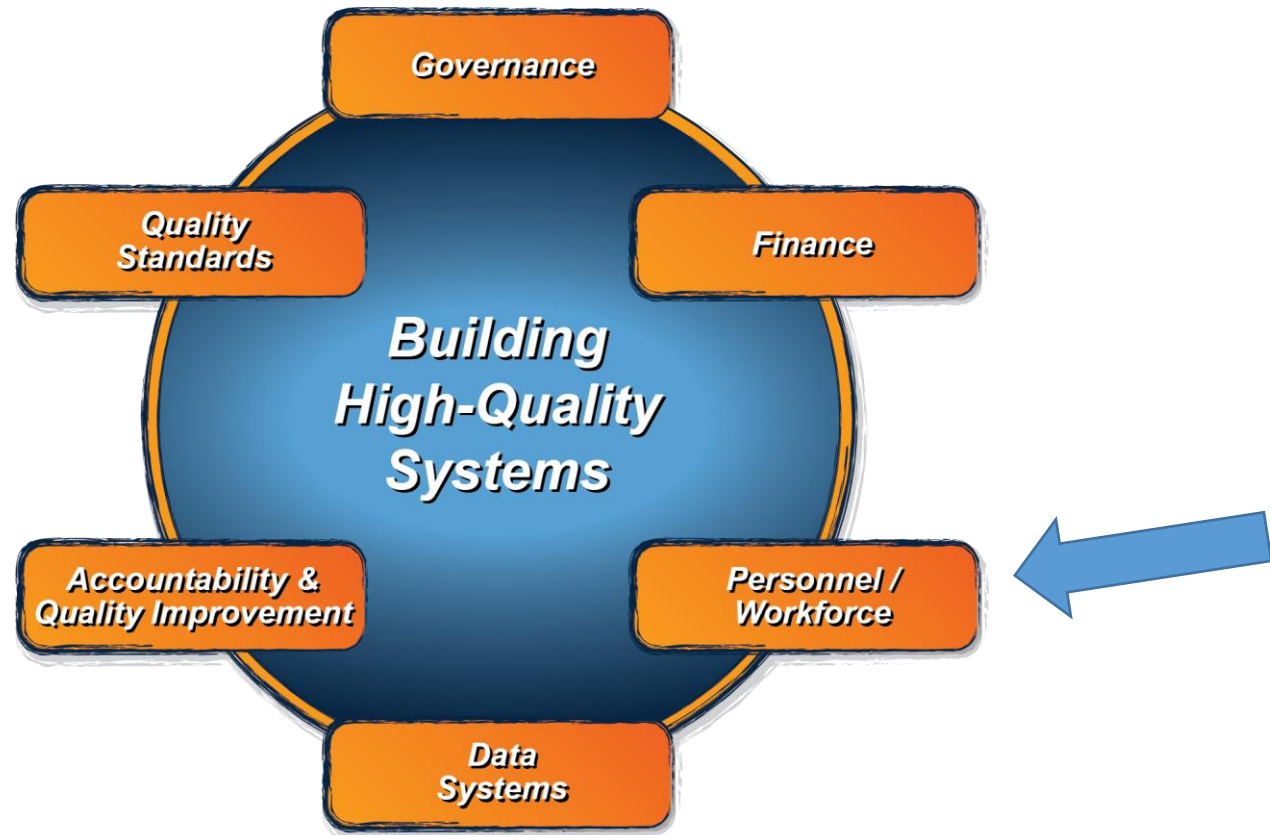 Governance
Quality
Standards
Finance
Building
High-Quality
Systems
Accountability &
Quality Improvement
Personnel /
Workforce
Data
Systems